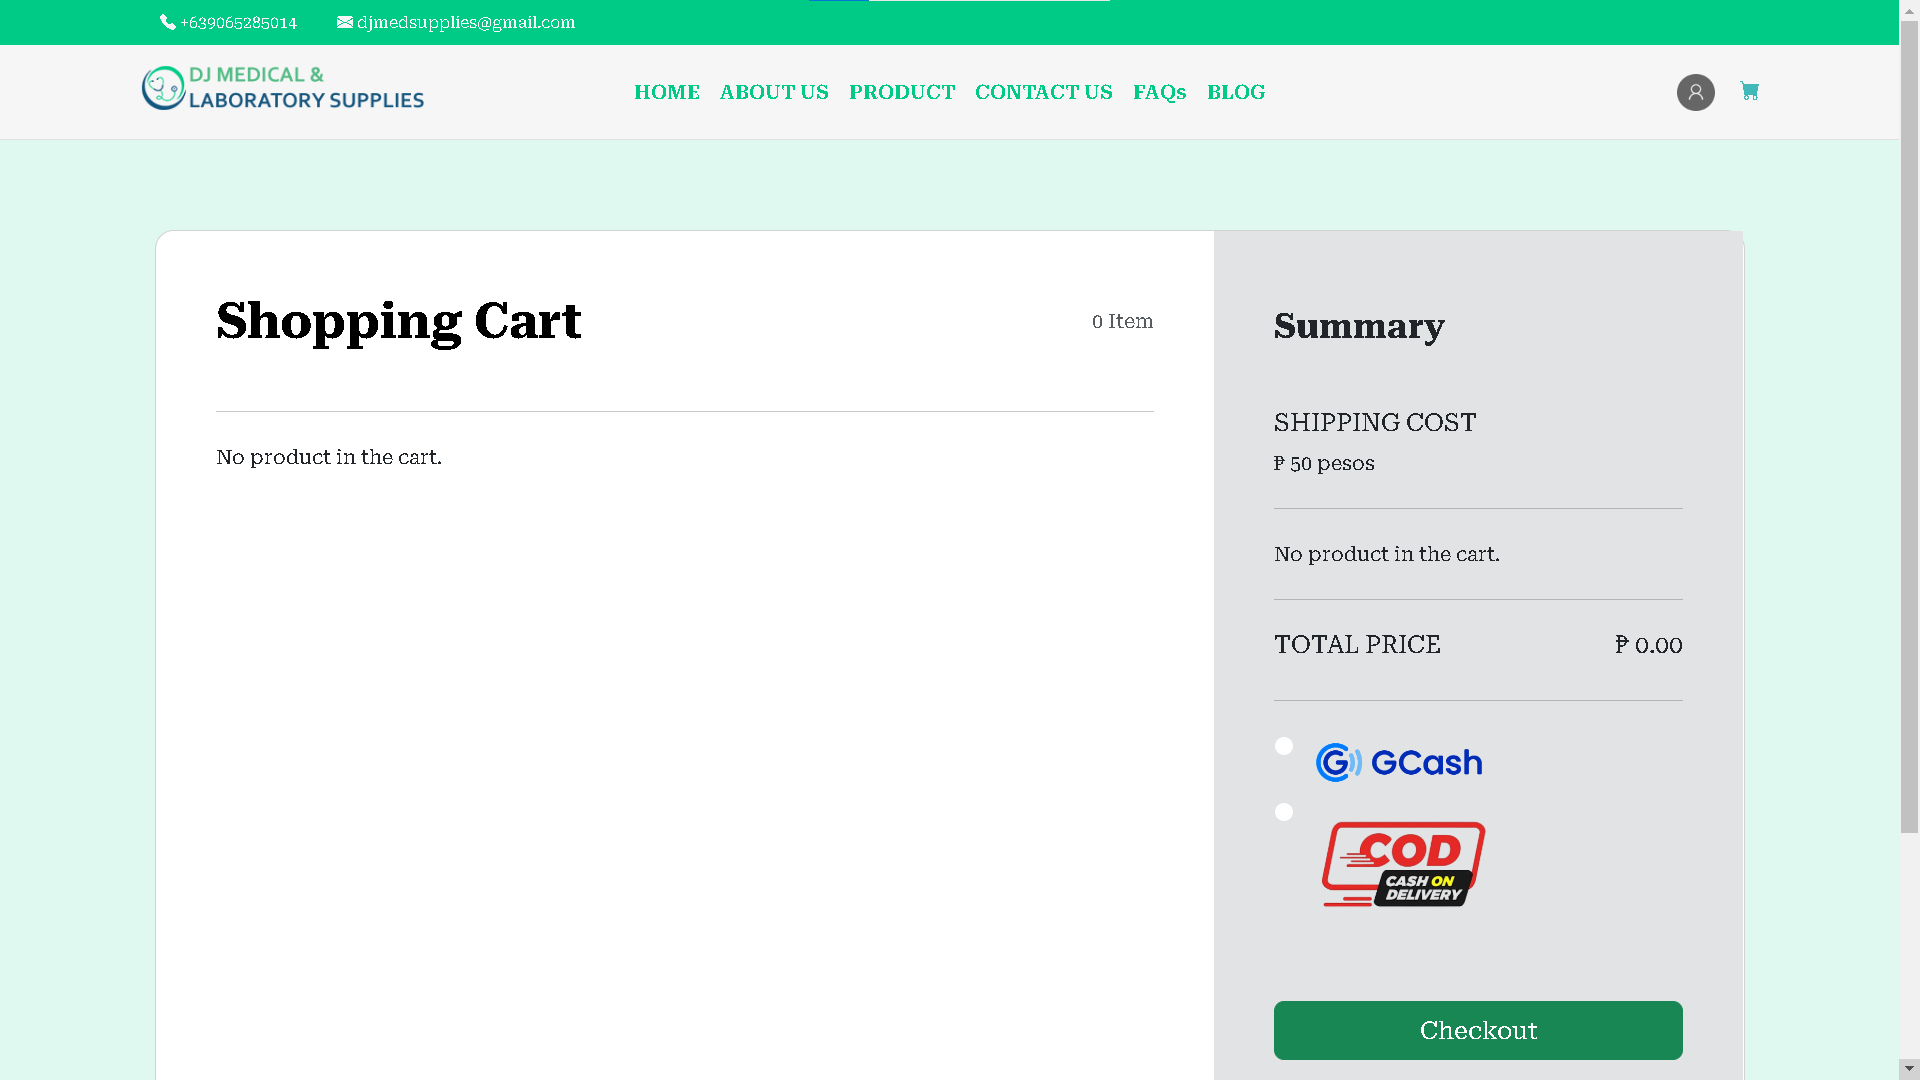 +639065285014 djmedsupplies@gmail.com
DJ MEDICAL &
LABORATORY SUPPLIES
HOME ABOUT US PRODUCT CONTACT US FAQs BLOG
Shopping Cart
0 Item
No product in the cart.
Summary
SHIPPING COST
₱ 50 pesos
No product in the cart.
TOTAL PRICE ₱ 0.00
GCash
COD
CASH ON
DELIVERY
Checkout